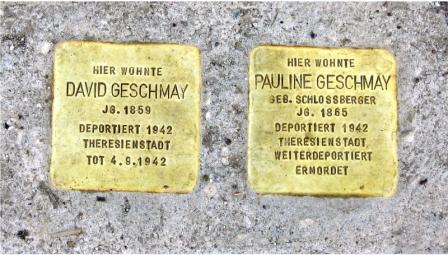 HIER WOHNTE
DAVID GESCHMAY
JG. 1859
DEPORTIERT 1942
THERESIENSTADT
TOT 4.9.1942
HIER WOHNTE
PAULINE GESCHMAY
GEB. SCHLOSSBERGER
JG. 1865
DEPORTIERT 1942
THERESIENSTADT
WEITERDEPORTIERT
ERMORDET